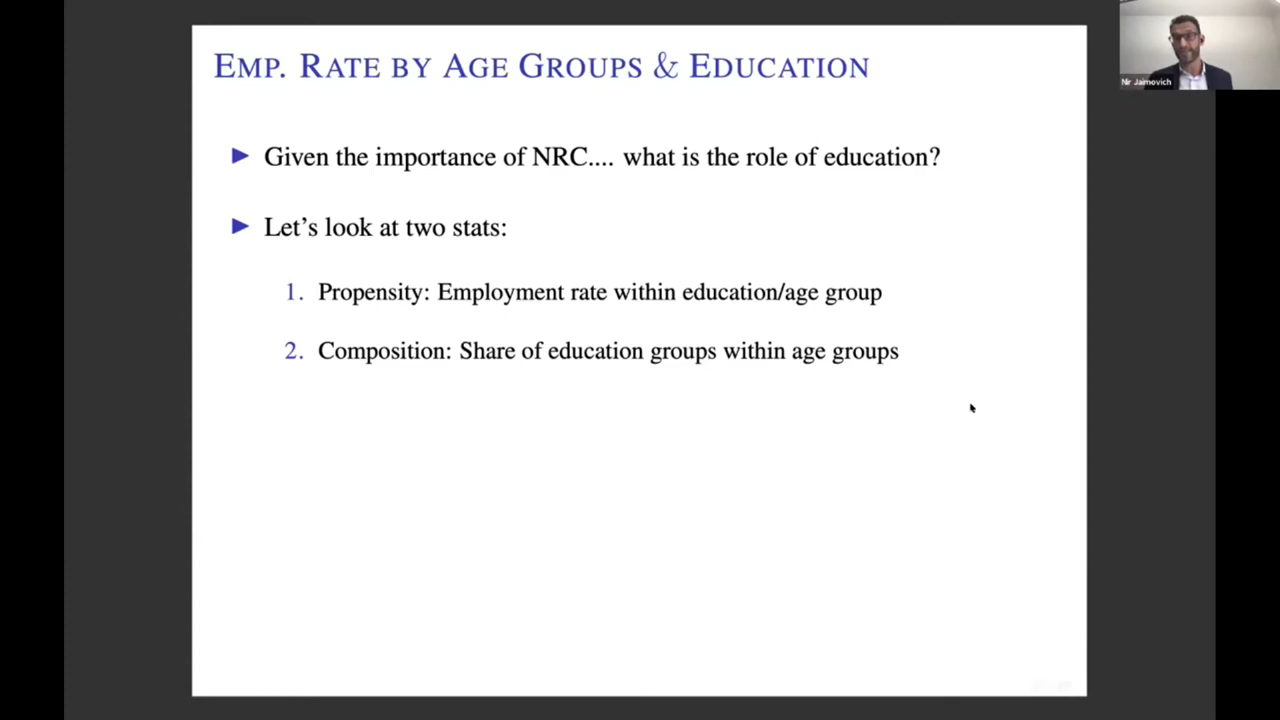 EMP. RATE BY AGE GROUPS & EDUCATION
► Given the importance of NRC.... what is the role of education?
► Let's look at two stats:
1. Propensity: Employment rate within education/age group
2. Composition: Share of education groups within age groups
Nir Jaimovich